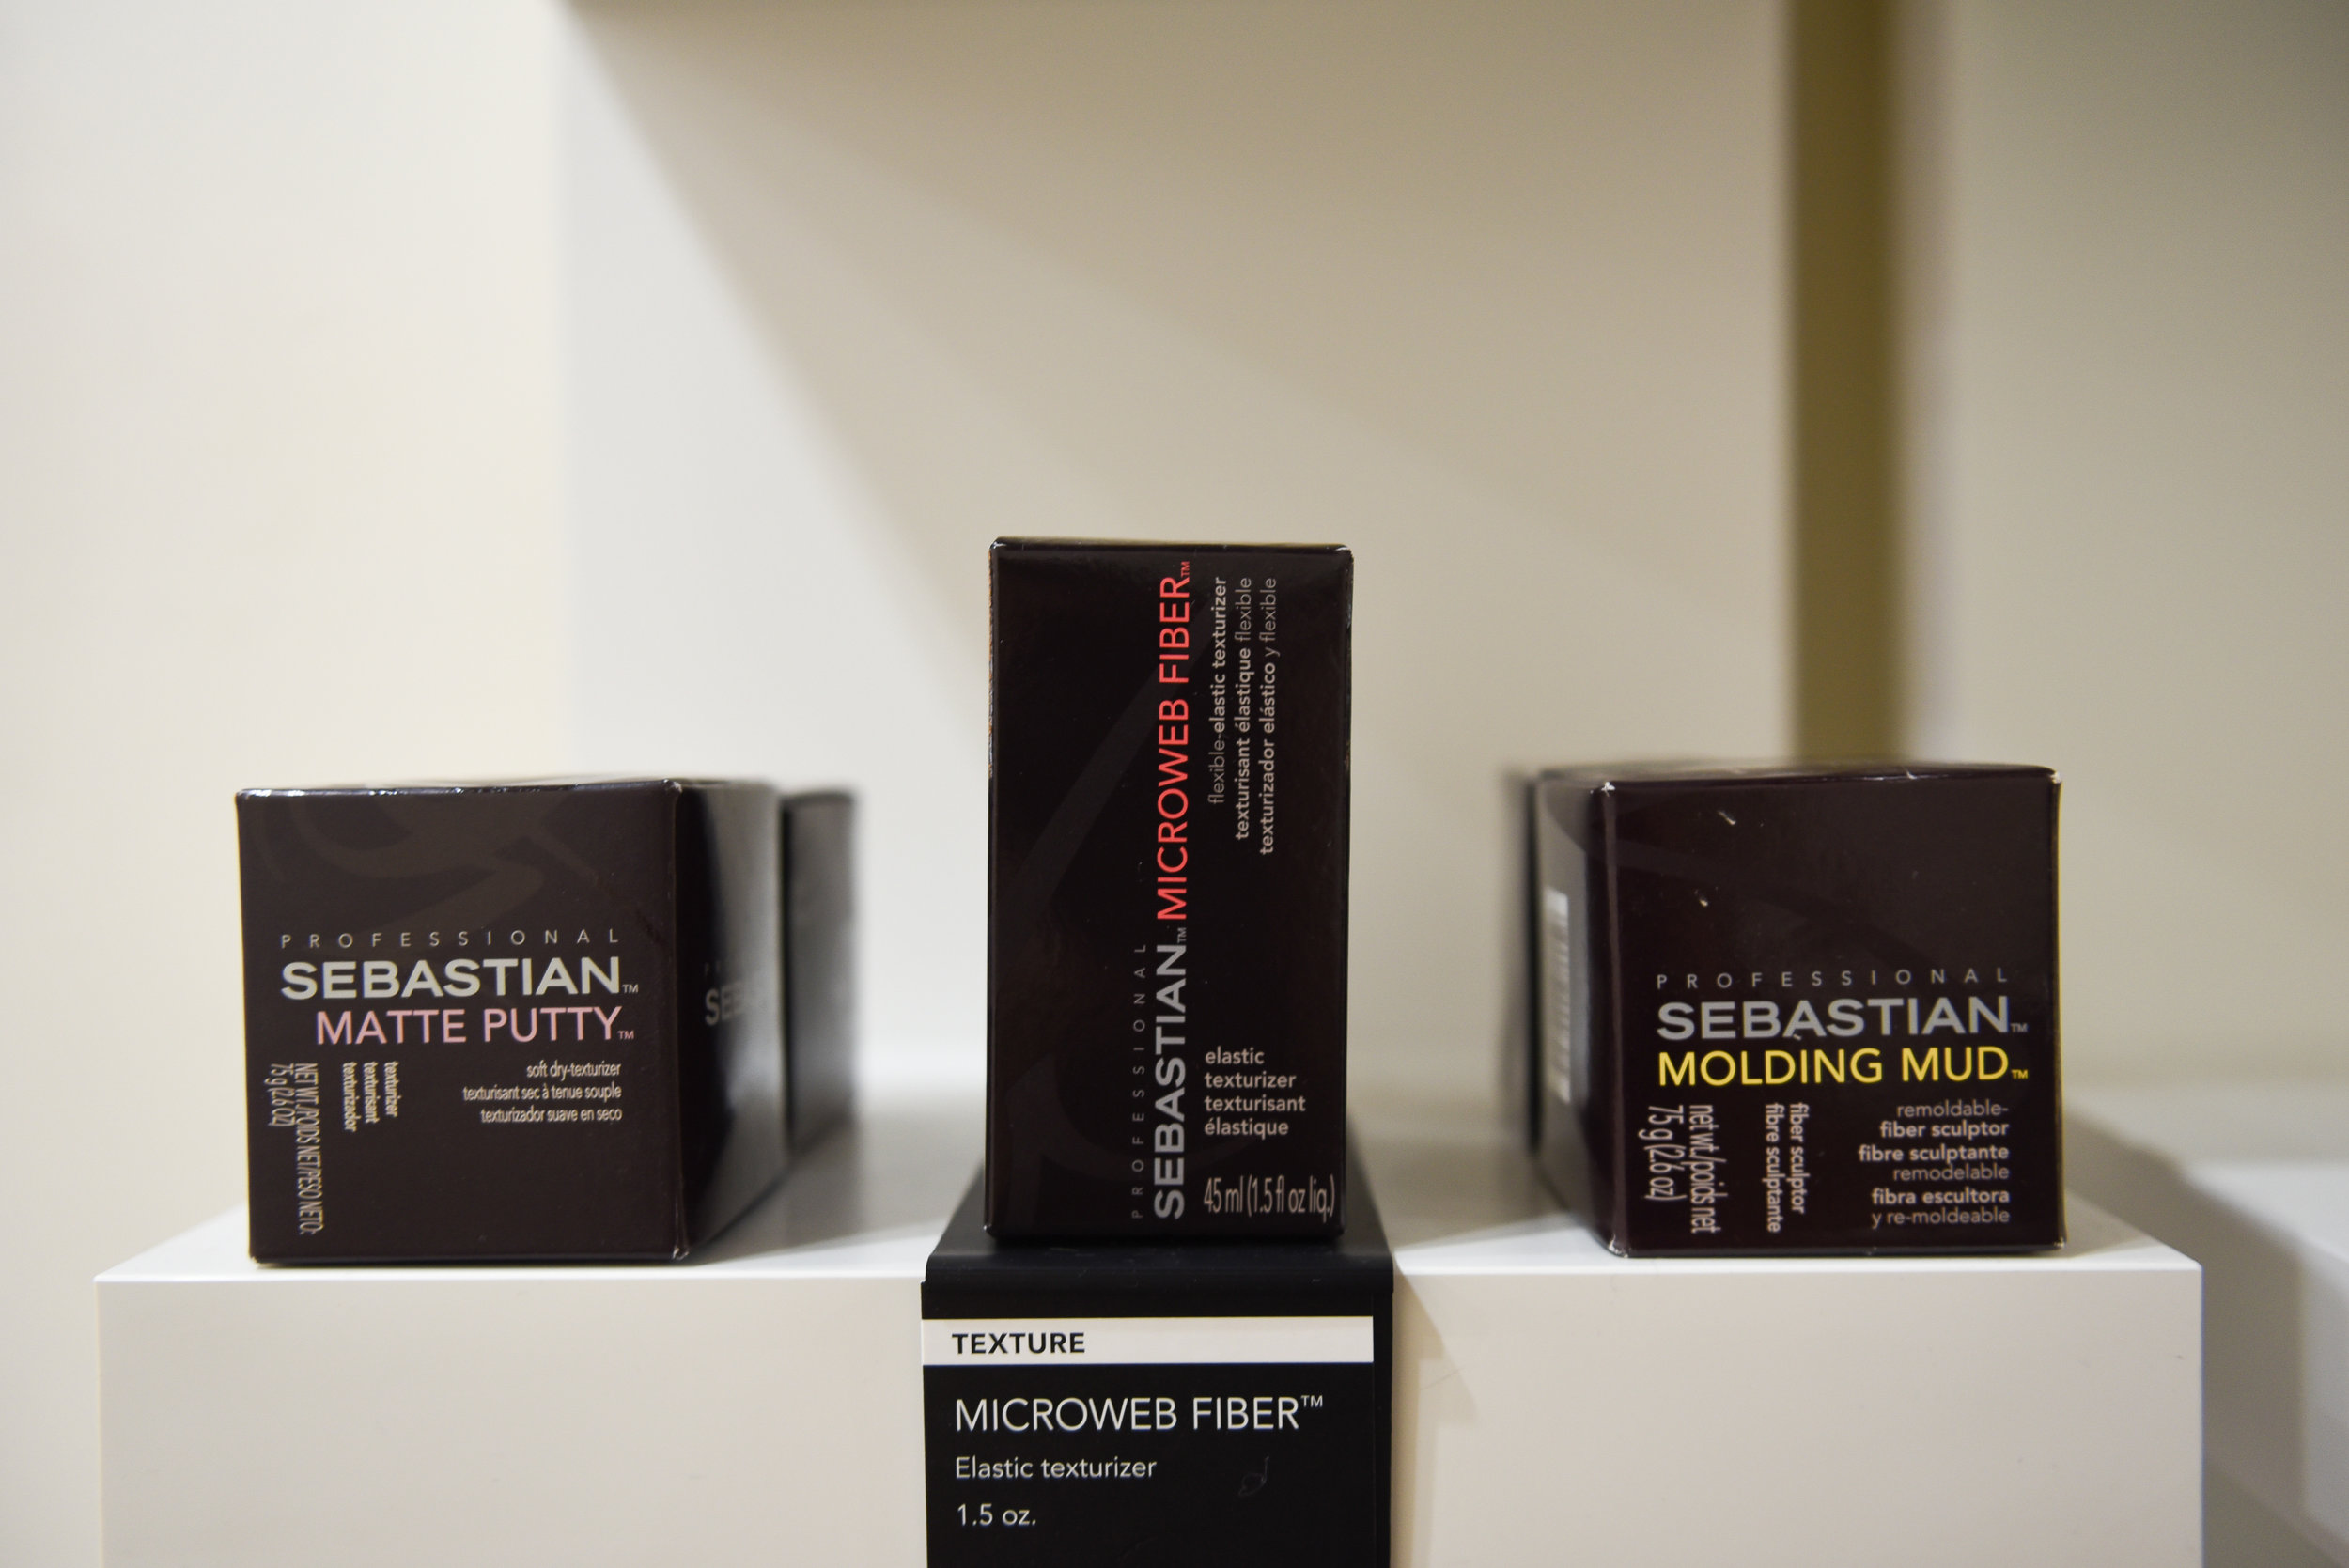 PROFESSIONAL
SEBASTIAN™
MATTE PUTTY™
soft dry-texturizer
texturisant sec à tenue souple
texturizador suave en seco
texturizer
texturisant
texturizador
NET WT./POIDS NET/PESO NETO:
75 g (2.6 OZ)
PROFESSIONAL
SEBASTIAN™ MICROWEB FIBER™
flexible-elastic texturizer
texturisant élastique flexible
texturizador elástico y flexible
elastic
texturizer
texturisant
élastique
45 ml (1.5 fl oz liq.)
PROFESSIONAL
SEBASTIAN™
MOLDING MUD™
remoldable-
fiber sculptor
fibre sculptante
remodelable
fibra escultora
y re-moldeable
fiber sculptor
fibre sculptante
net wt./poids net
75 g (2.6 oz)
TEXTURE
MICROWEB FIBER™
Elastic texturizer
1.5 oz.